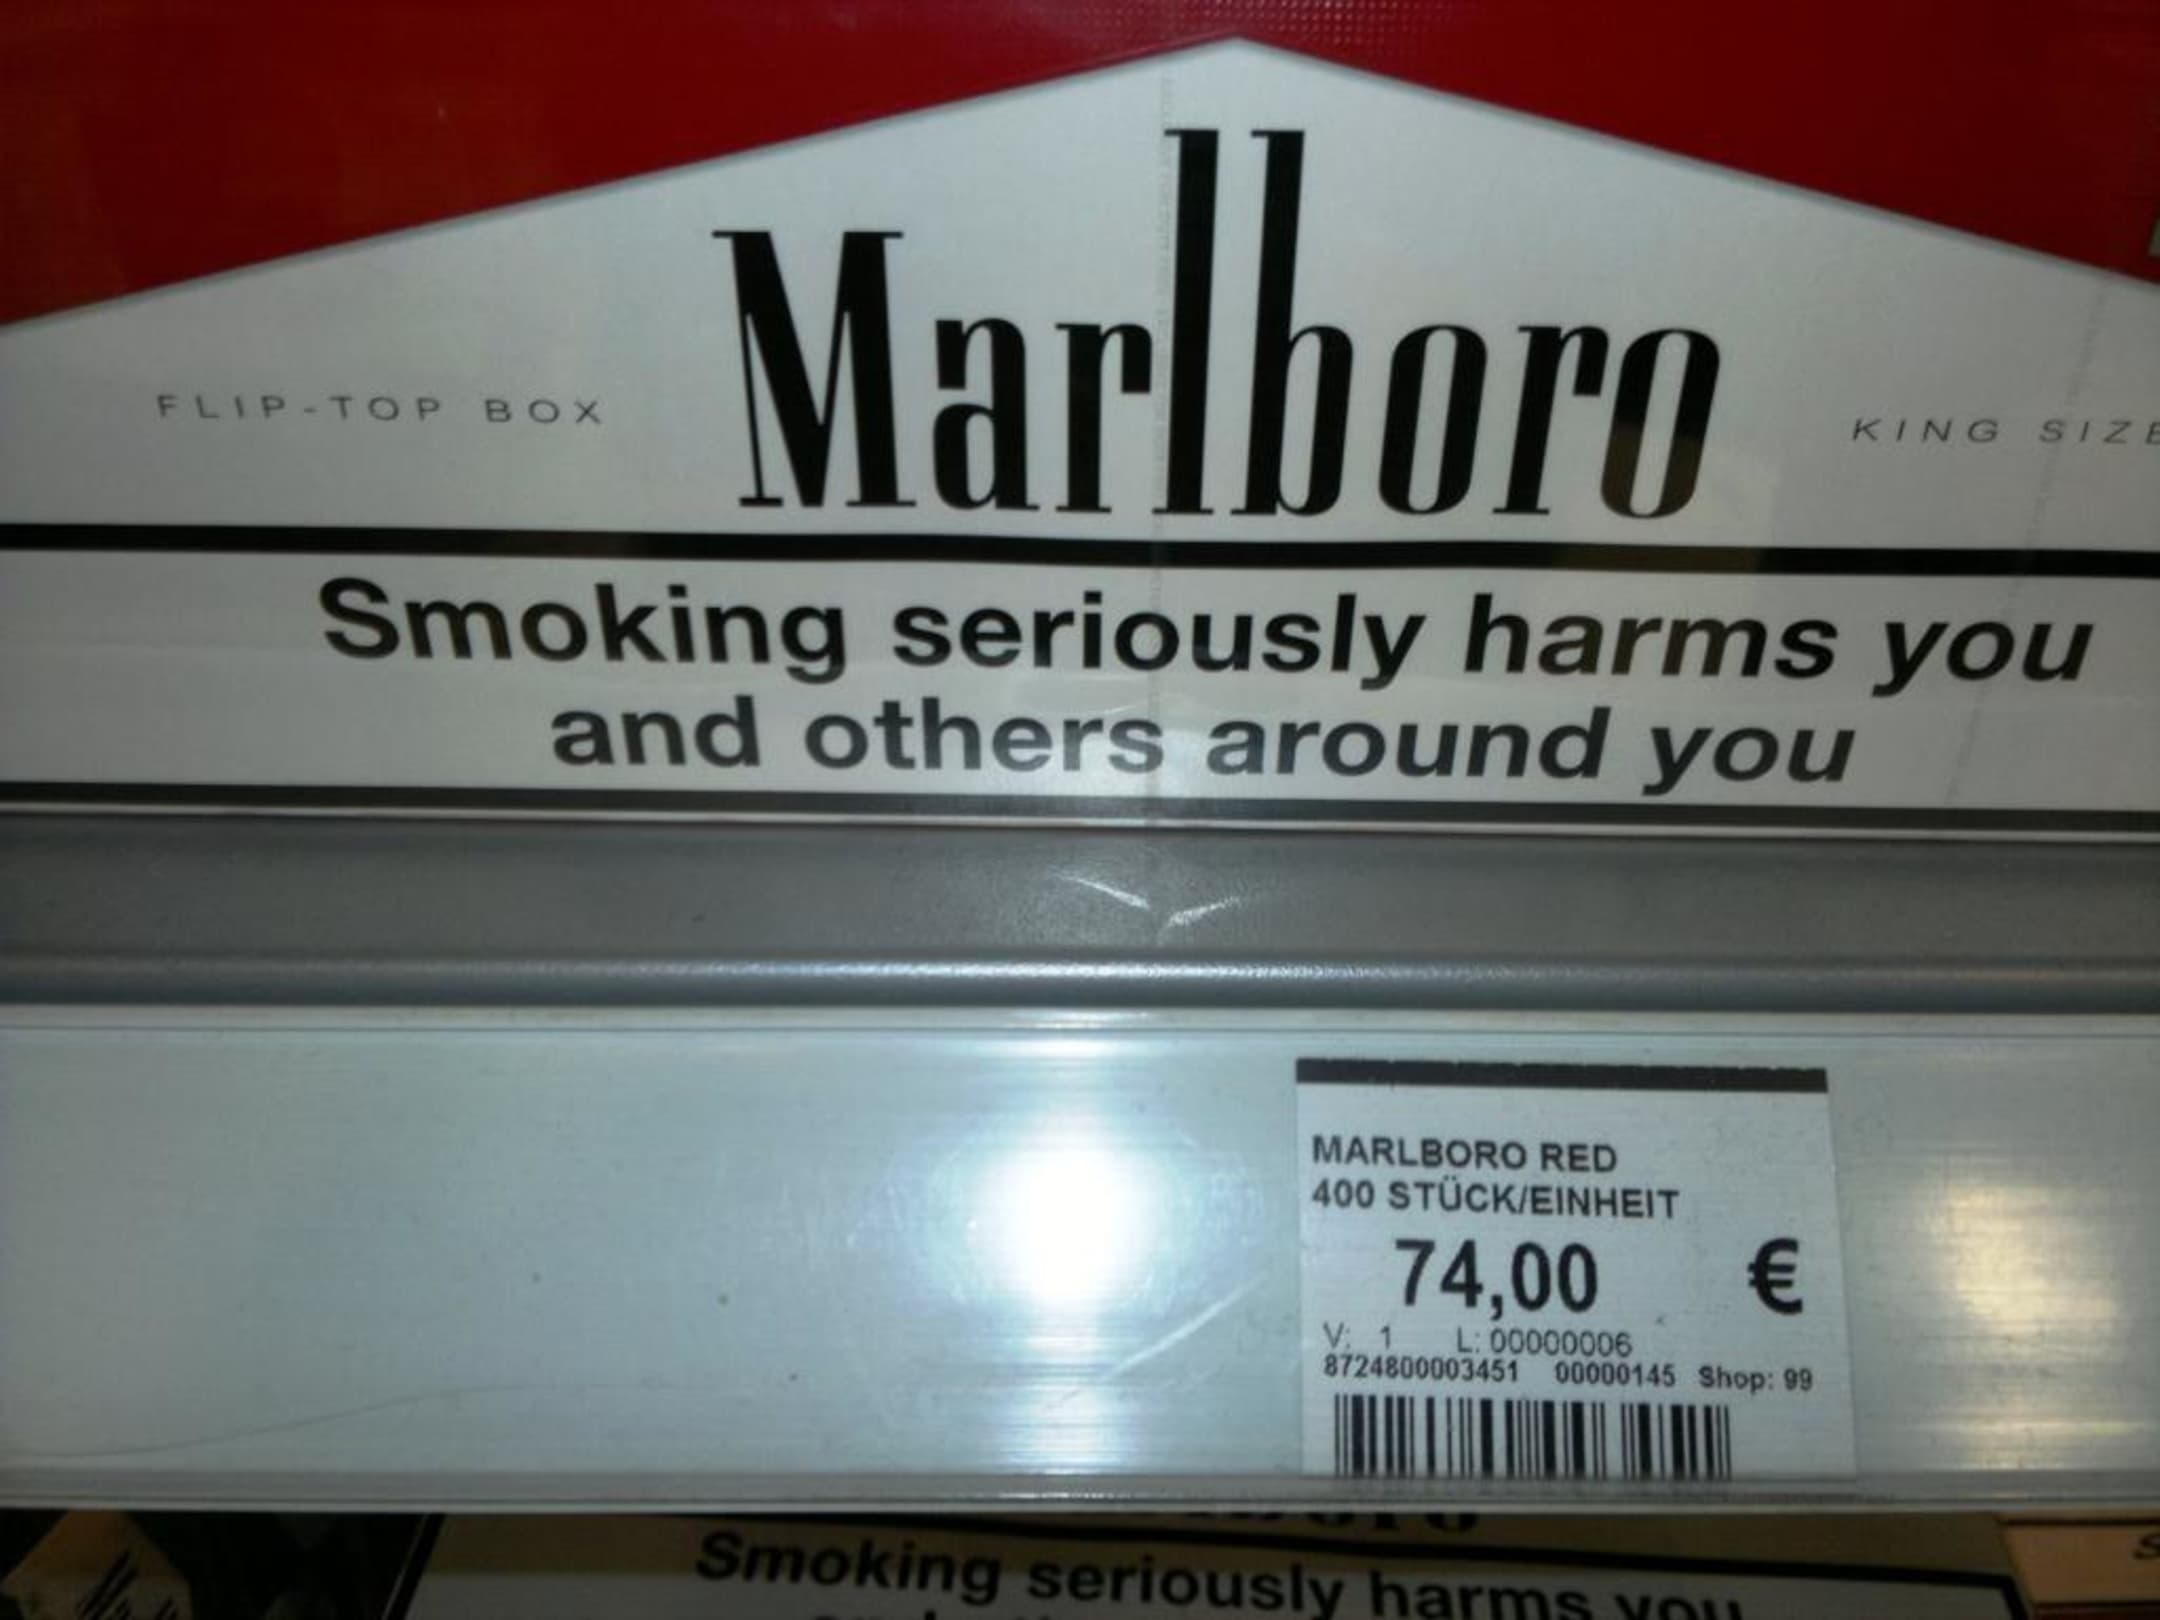 Marlboro
FLIP-TOP BOX
KING SIZE
Smoking seriously harms you
and others around you
MARLBORO RED
400 STÜCK/EINHEIT
74,00 €
V: 1 L: 00000006
8724800003451 00000145 Shop: 99
Smoking seriously harms you